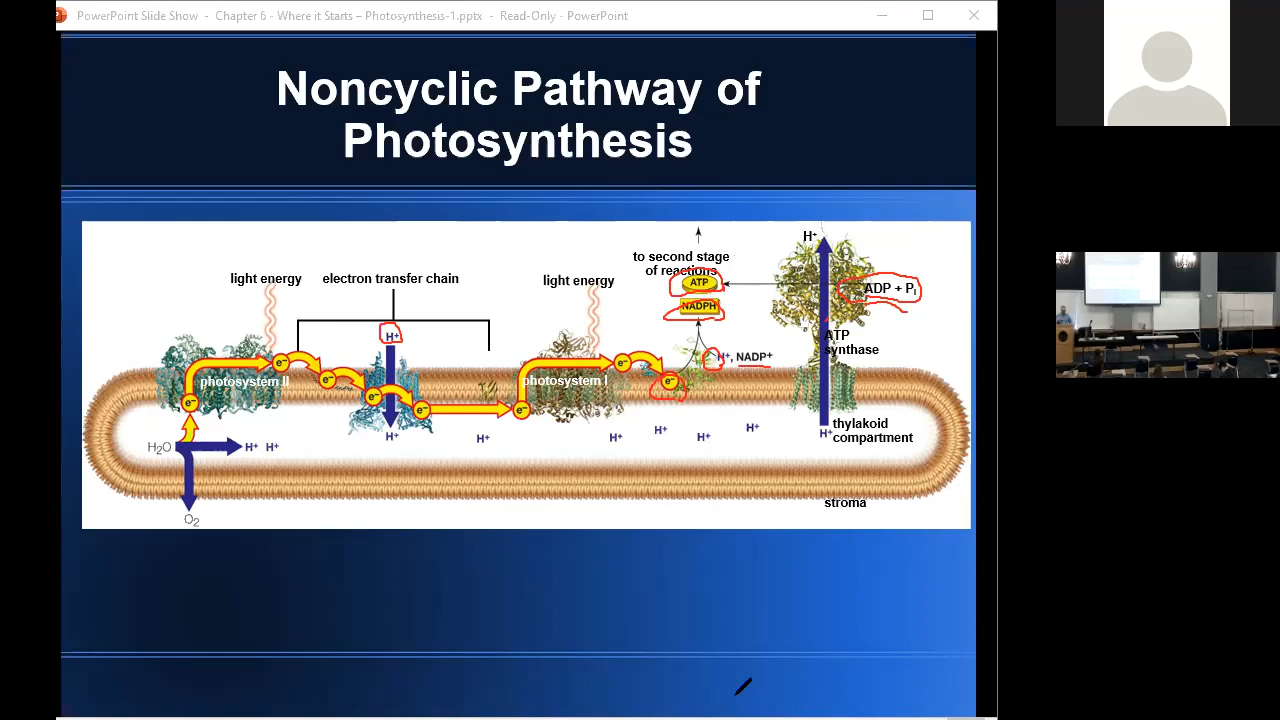 PowerPoint Slide Show - Chapter 6 - Where it Starts – Photosynthesis-1.pptx - Read-Only - PowerPoint
Noncyclic Pathway of
Photosynthesis
light energy
electron transfer chain
light energy
to second stage
of reactions
ATP
NADPH
H⁺
ADP + Pᵢ
H⁺
ATP
synthase
H⁺, NADP⁺
photosystem II
e⁻
e⁻
e⁻
e⁻
e⁻
photosystem I
e⁻
e⁻
e⁻
H₂O
H⁺ H⁺
H⁺
H⁺
H⁺
H⁺
H⁺
H⁺
H⁺
thylakoid
compartment
stroma
O₂